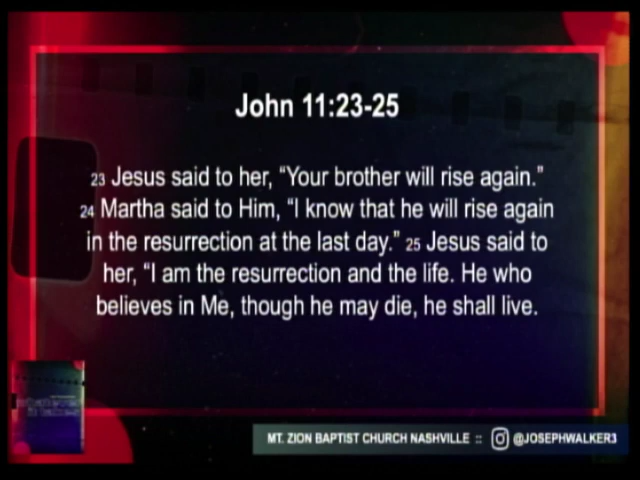 John 11:23-25
23 Jesus said to her, “Your brother will rise again.”
24 Martha said to Him, “I know that he will rise again
in the resurrection at the last day.” 25 Jesus said to
her, “I am the resurrection and the life. He who
believes in Me, though he may die, he shall live.
MT. ZION BAPTIST CHURCH NASHVILLE :: @JOSEPHWALKER3